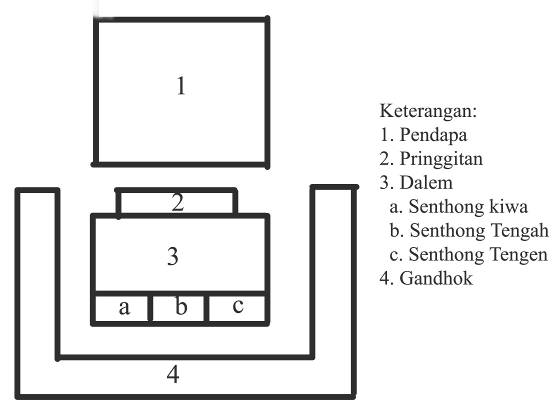 1
2
3
a b c
4
Keterangan:
1. Pendapa
2. Pringgitan
3. Dalem
a. Senthong kiwa
b. Senthong Tengah
c. Senthong Tengen
4. Gandhok